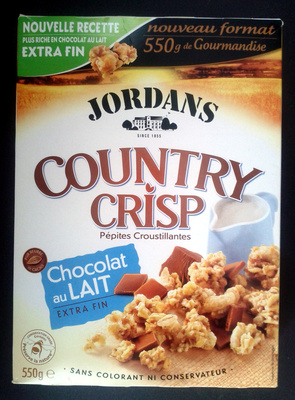 NOUVELLE RECETTE
PLUS RICHE EN CHOCOLAT AU LAIT
EXTRA FIN
nouveau format
550g de Gourmandise
JORDANS
SINCE 1855
COUNTRY
CRISP
Pépites Croustillantes
Chocolat
au LAIT
EXTRA FIN
550g e
SANS COLORANT NI CONSERVATEUR